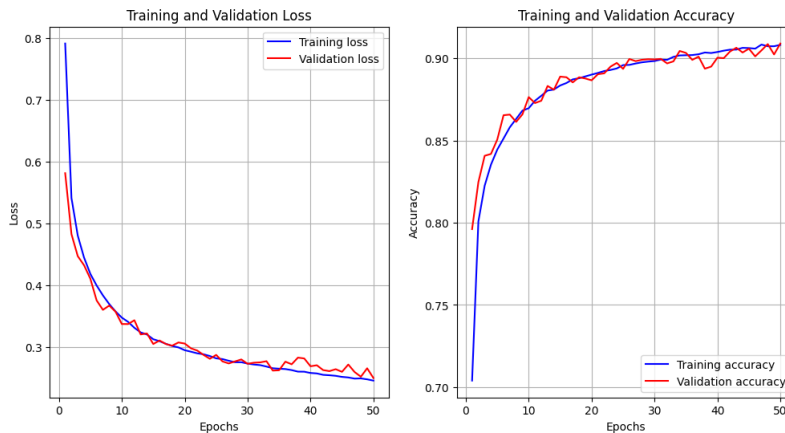 Training and Validation Loss
0.8
0.7
0.6
0.5
0.4
0.3
Loss
0
10
20
30
40
50
Epochs
Training loss
Validation loss
Training and Validation Accuracy
0.90
0.85
0.80
0.75
0.70
Accuracy
0
10
20
30
40
50
Epochs
Training accuracy
Validation accuracy